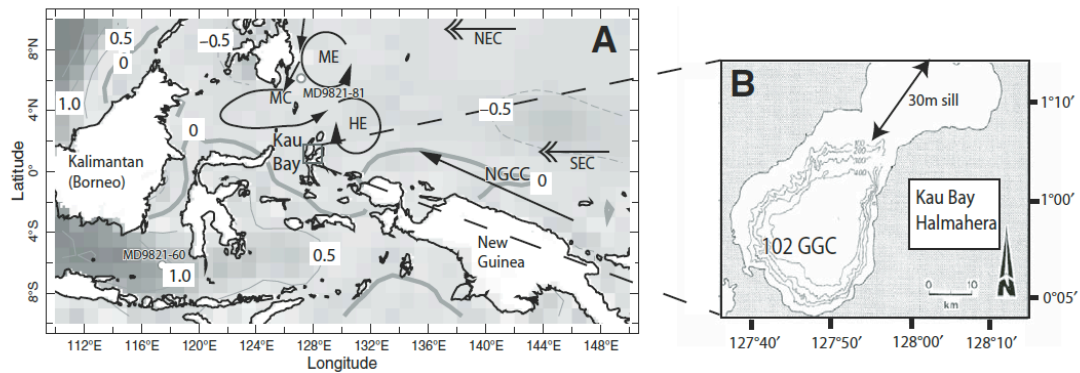 A
0.5
−0.5
NEC
ME
0
MC
MD9821-81
1.0
−0.5
HE
0
Kau
Bay
SEC
Kalimantan
(Borneo)
NGCC
0
New
Guinea
MD9821-60
1.0
0.5
8°N
4°N
0°
4°S
8°S
Latitude
112°E 116°E 120°E 124°E 128°E 132°E 136°E 140°E 144°E 148°E
Longitude
B
30m sill
102 GGC
Kau Bay
Halmahera
0 10
km
1°10′
1°00′
0°05′
127°40′ 127°50′ 128°00′ 128°10′